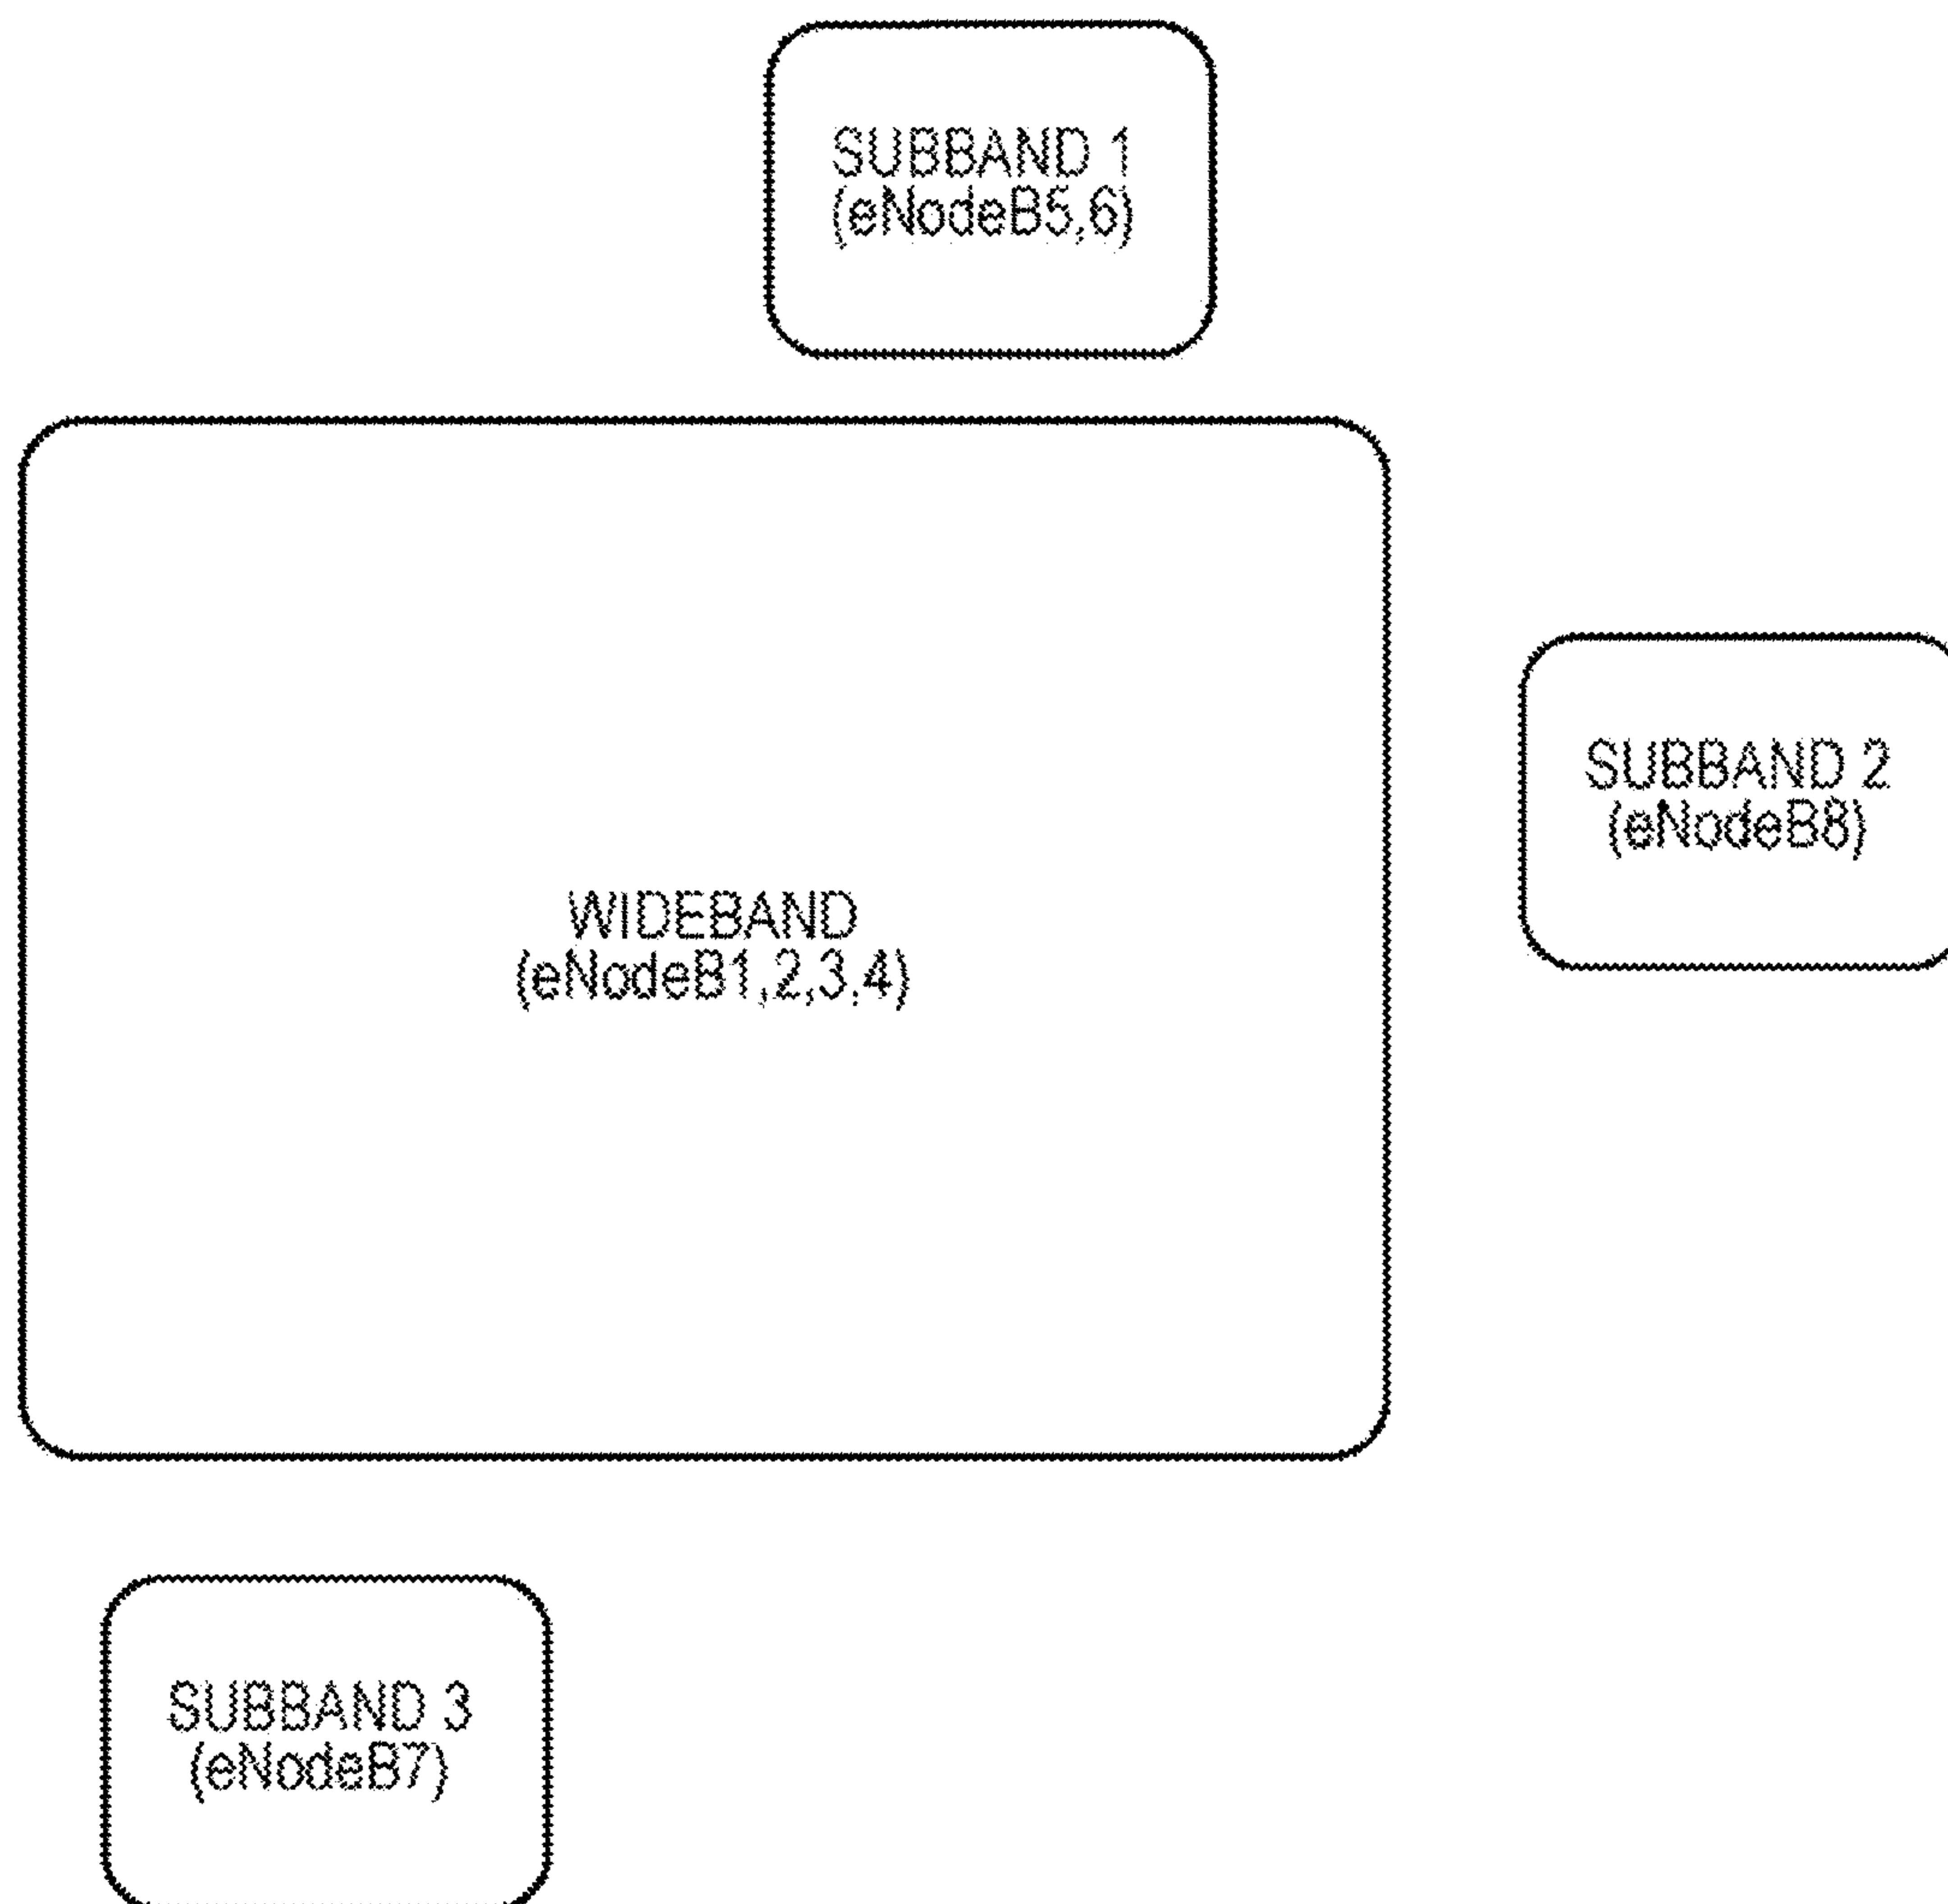 SUBBAND 1
(eNodeB5,6)
SUBBAND 2
(eNodeB8)
WIDEBAND
(eNodeB1,2,3,4)
SUBBAND 3
(eNodeB7)